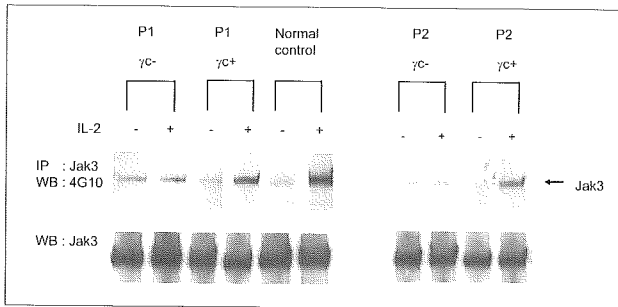 P1 P1 Normal control P2 P2
γc- γc+ γc- γc+
IL-2 - + - + - + - + - +
IP : Jak3
WB : 4G10
← Jak3
WB : Jak3